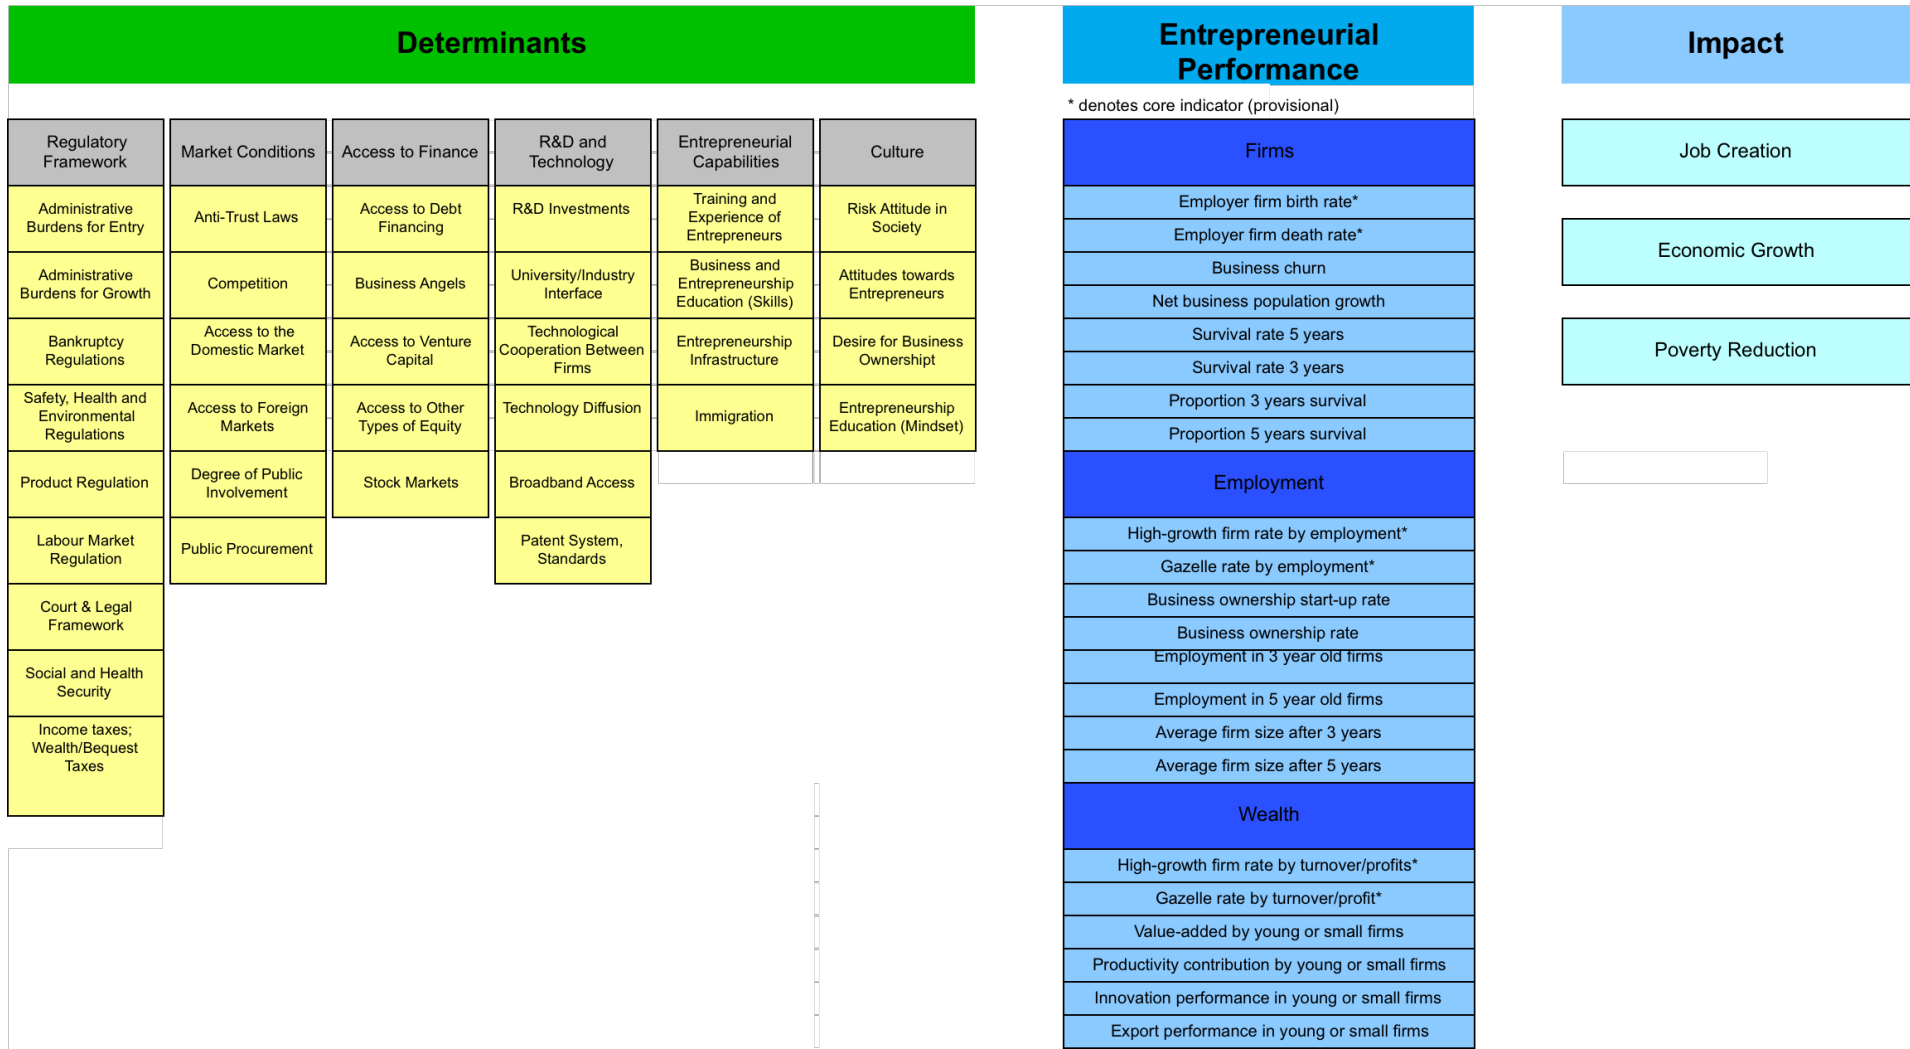 Determinants
Entrepreneurial
Performance
Impact
* denotes core indicator (provisional)
Regulatory
Framework
Administrative
Burdens for Entry
Administrative
Burdens for Growth
Bankruptcy
Regulations
Safety, Health and
Environmental
Regulations
Product Regulation
Labour Market
Regulation
Court & Legal
Framework
Social and Health
Security
Income taxes;
Wealth/Bequest
Taxes
Market Conditions
Anti-Trust Laws
Competition
Access to the
Domestic Market
Access to Foreign
Markets
Degree of Public
Involvement
Public Procurement
Access to Finance
Access to Debt
Financing
Business Angels
Access to Venture
Capital
Access to Other
Types of Equity
Stock Markets
R&D and
Technology
R&D Investments
University/Industry
Interface
Technological
Cooperation Between
Firms
Technology Diffusion
Broadband Access
Patent System,
Standards
Entrepreneurial
Capabilities
Training and
Experience of
Entrepreneurs
Business and
Entrepreneurship
Education (Skills)
Entrepreneurship
Infrastructure
Immigration
Culture
Risk Attitude in
Society
Attitudes towards
Entrepreneurs
Desire for Business
Ownershipt
Entrepreneurship
Education (Mindset)
Firms
Employer firm birth rate*
Employer firm death rate*
Business churn
Net business population growth
Survival rate 5 years
Survival rate 3 years
Proportion 3 years survival
Proportion 5 years survival
Employment
High-growth firm rate by employment*
Gazelle rate by employment*
Business ownership start-up rate
Business ownership rate
Employment in 3 year old firms
Employment in 5 year old firms
Average firm size after 3 years
Average firm size after 5 years
Wealth
High-growth firm rate by turnover/profits*
Gazelle rate by turnover/profit*
Value-added by young or small firms
Productivity contribution by young or small firms
Innovation performance in young or small firms
Export performance in young or small firms
Job Creation
Economic Growth
Poverty Reduction